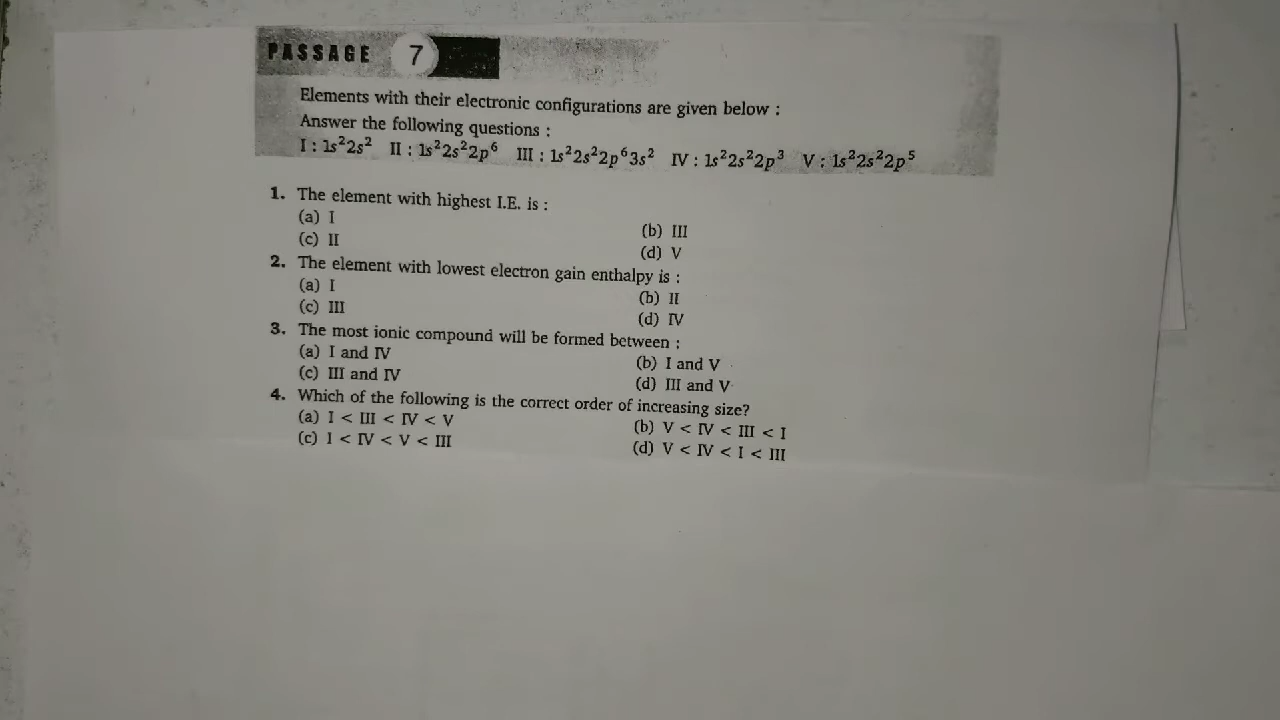 PASSAGE 7
Elements with their electronic configurations are given below :
Answer the following questions :
I : 1s²2s² II : 1s²2s²2p⁶ III : 1s²2s²2p⁶3s² IV : 1s²2s²2p³ V : 1s²2s²2p⁵
1. The element with highest I.E. is :
(a) I (b) III
(c) II (d) V
2. The element with lowest electron gain enthalpy is :
(a) I (b) II
(c) III (d) IV
3. The most ionic compound will be formed between :
(a) I and IV (b) I and V
(c) III and IV (d) III and V
4. Which of the following is the correct order of increasing size?
(a) I < III < IV < V (b) V < IV < III < I
(c) I < IV < V < III (d) V < IV < I < III